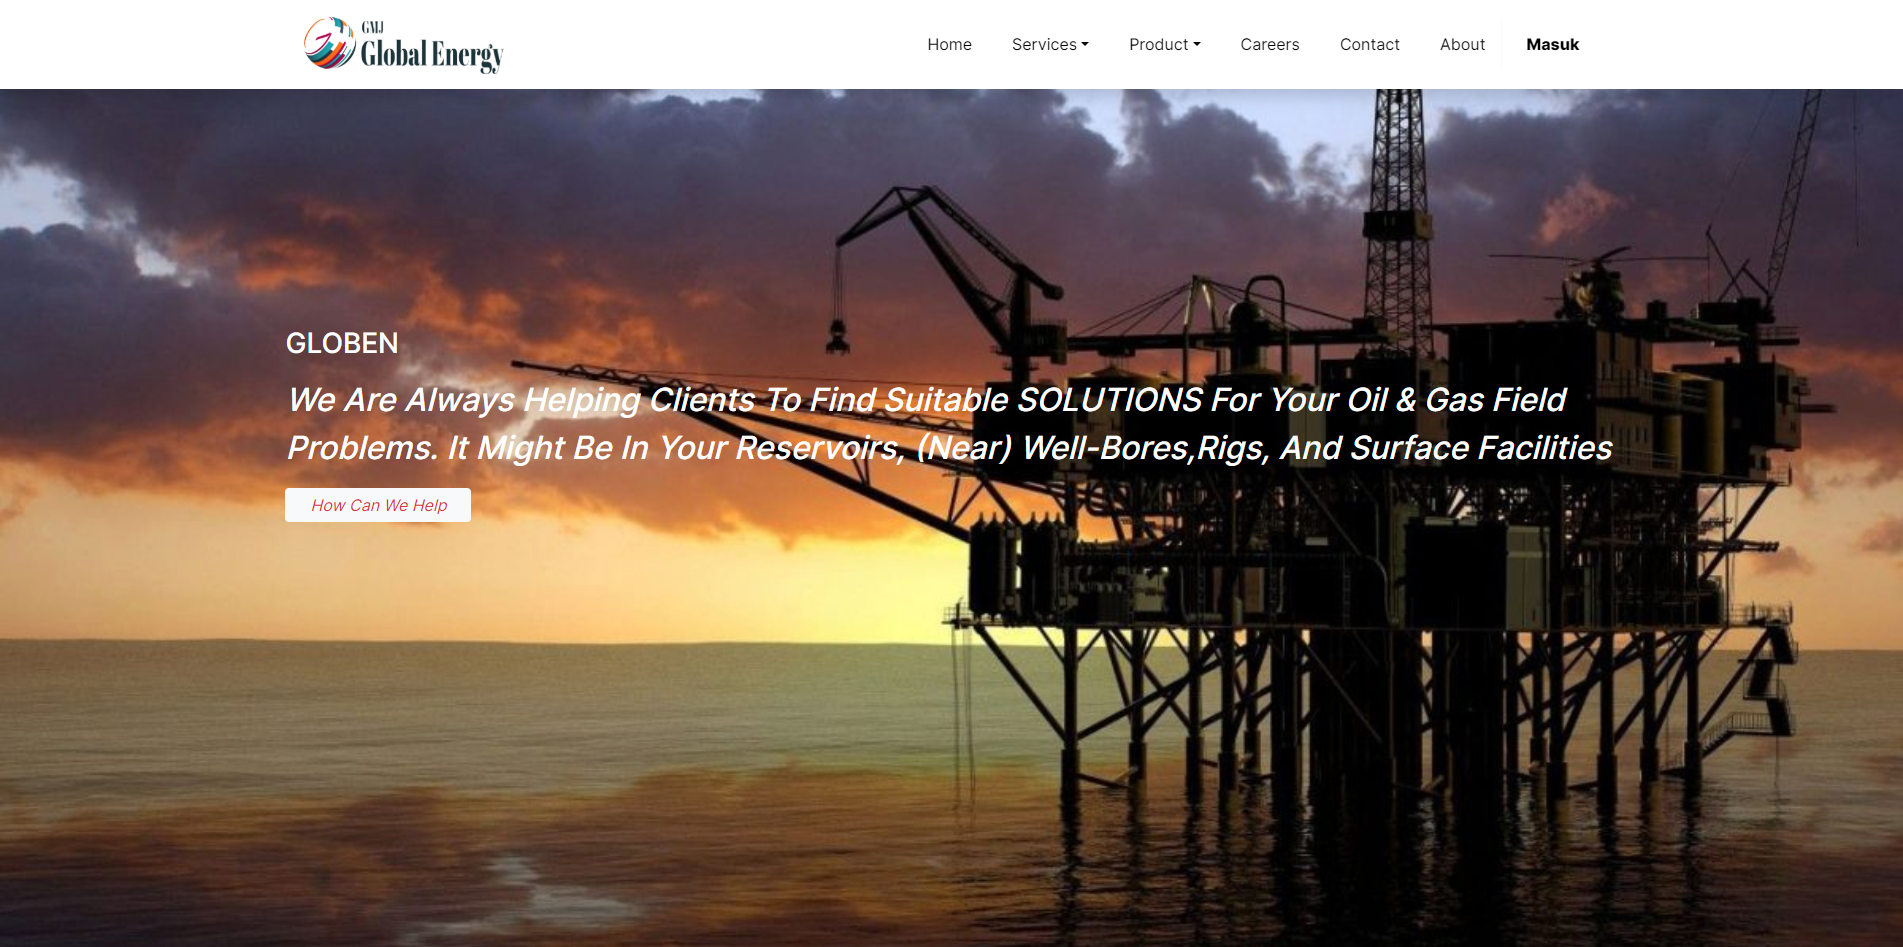 GMJ
Global Energy
Home Services Product Careers Contact About Masuk
GLOBEN
We Are Always Helping Clients To Find Suitable SOLUTIONS For Your Oil & Gas Field
Problems. It Might Be In Your Reservoirs, (Near) Well-Bores,Rigs, And Surface Facilities
How Can We Help